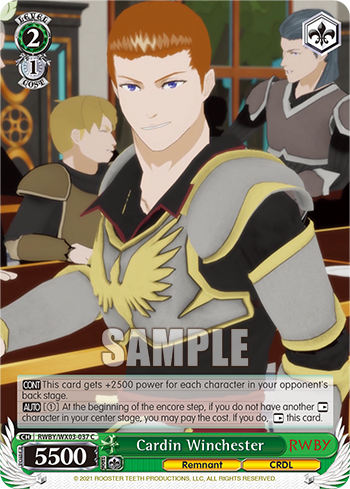 LEVEL
2
1
COST
SAMPLE
CONT This card gets +2500 power for each character in your opponent's
back stage.
AUTO [①] At the beginning of the encore step, if you do not have another
character in your center stage, you may pay the cost. If you do, this card.
CH RWBY/WX03-037 C
POWER 5500
Cardin Winchester
RWBY
Remnant CRDL
© 2021 ROOSTER TEETH PRODUCTIONS, LLC, ALL RIGHTS RESERVED.